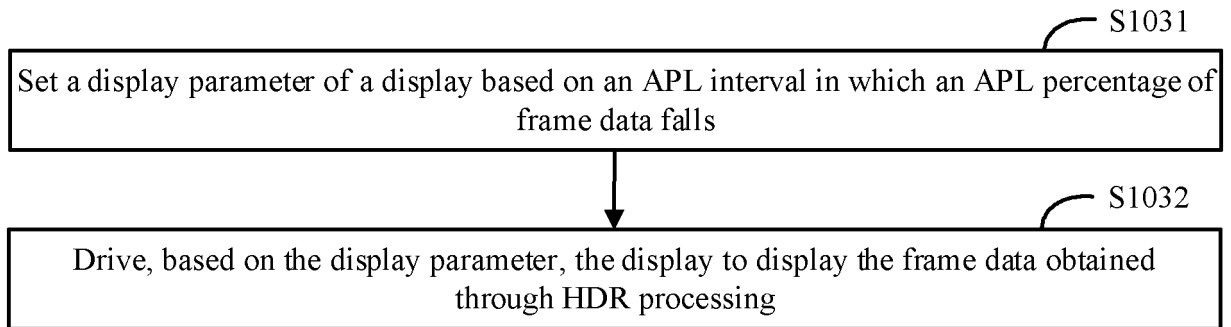 S1031
Set a display parameter of a display based on an APL interval in which an APL percentage of
frame data falls
S1032
Drive, based on the display parameter, the display to display the frame data obtained
through HDR processing